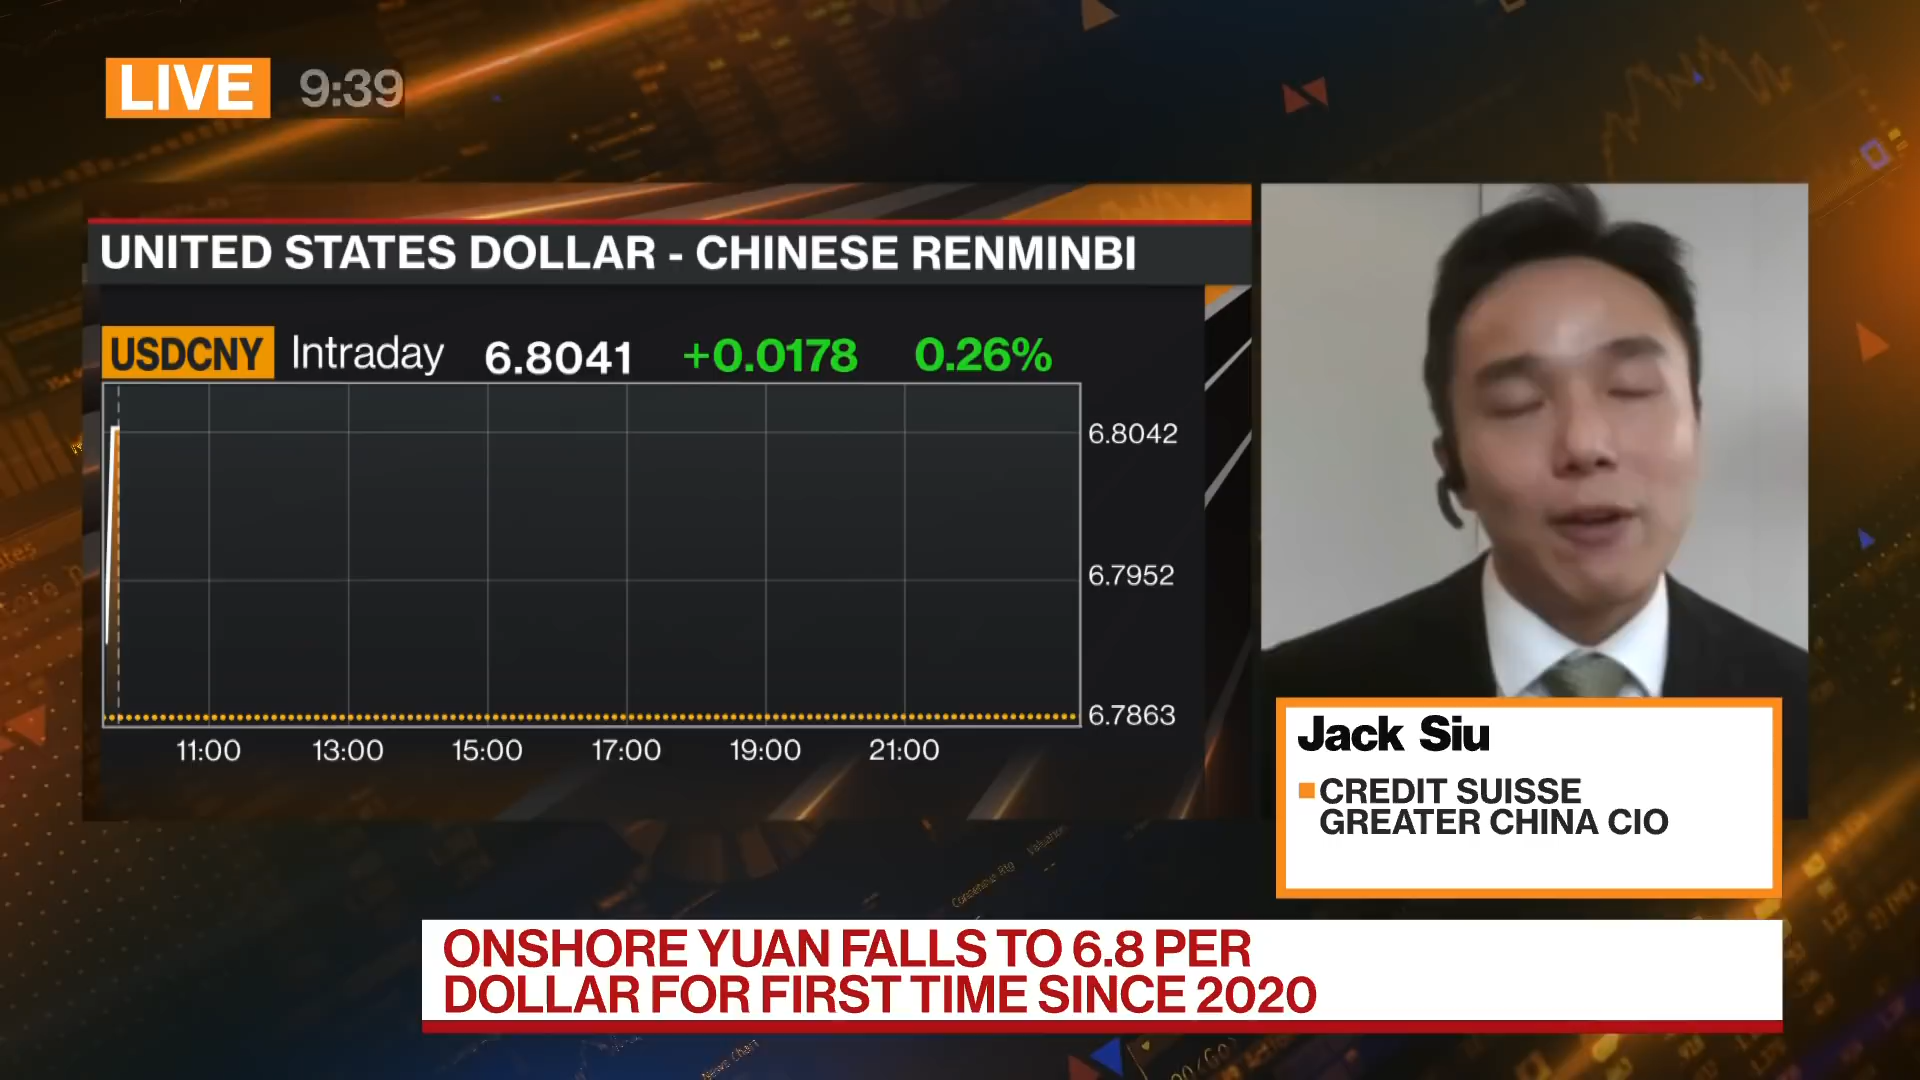 LIVE 9:39
UNITED STATES DOLLAR - CHINESE RENMINBI
USDCNY Intraday 6.8041 +0.0178 0.26%
6.8042
6.7952
6.7863
11:00 13:00 15:00 17:00 19:00 21:00
Jack Siu
CREDIT SUISSE
GREATER CHINA CIO
ONSHORE YUAN FALLS TO 6.8 PER
DOLLAR FOR FIRST TIME SINCE 2020
News Chart